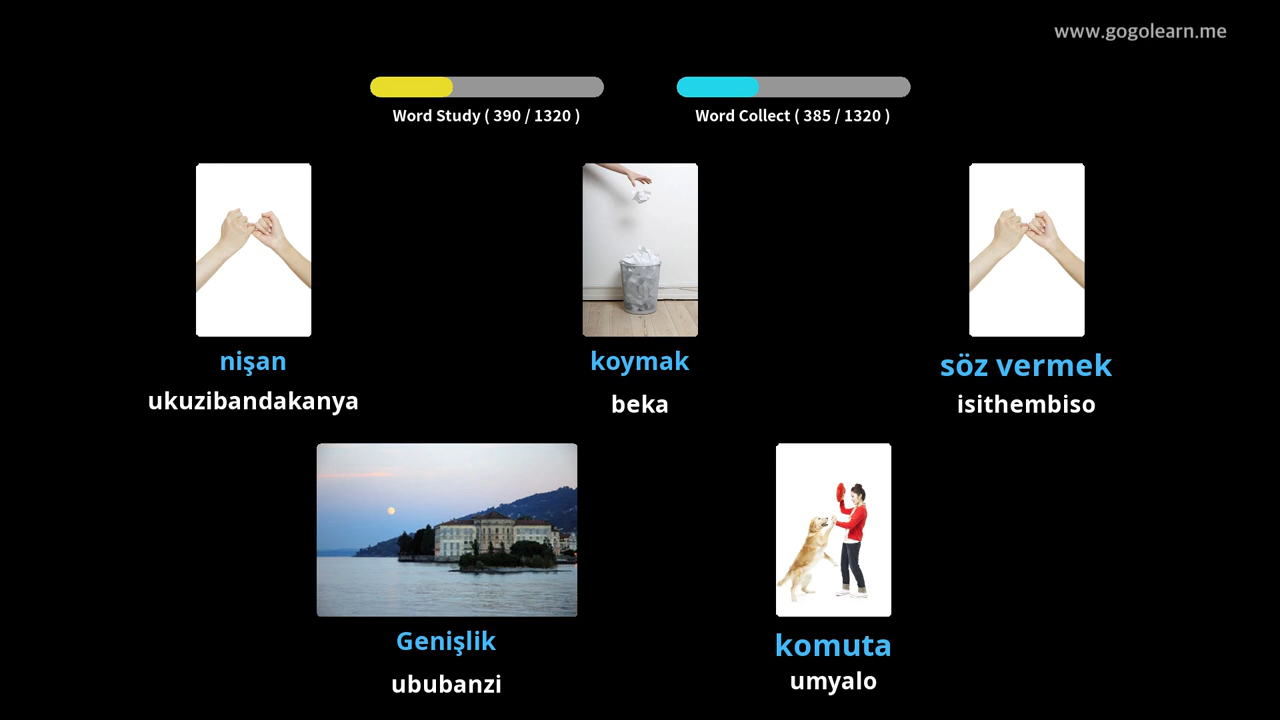 www.gogolearn.me
Word Study ( 390 / 1320 )
Word Collect ( 385 / 1320 )
nişan
ukuzibandakanya
koymak
beka
söz vermek
isithembiso
Genişlik
ububanzi
komuta
umyalo